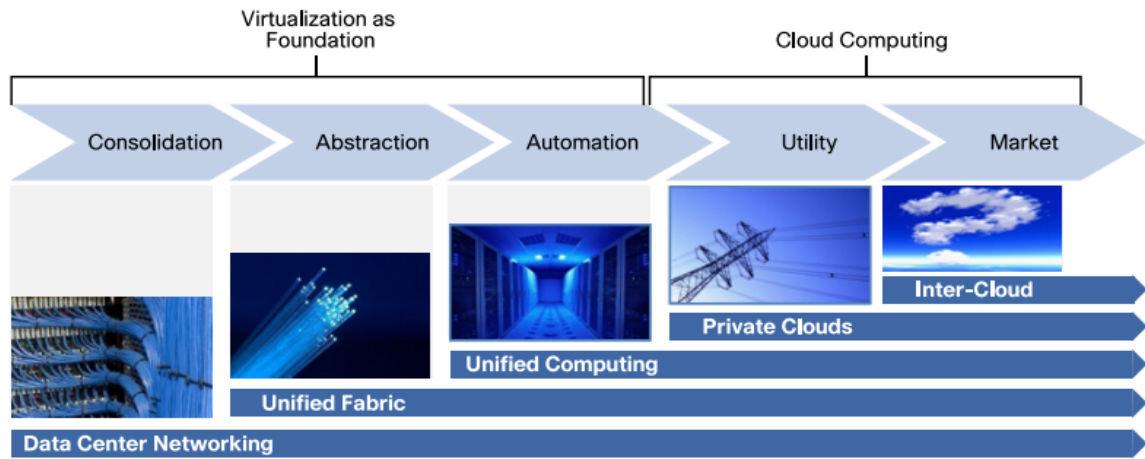 Virtualization as
Foundation
Cloud Computing
Consolidation
Abstraction
Automation
Utility
Market
Inter-Cloud
Private Clouds
Unified Computing
Unified Fabric
Data Center Networking